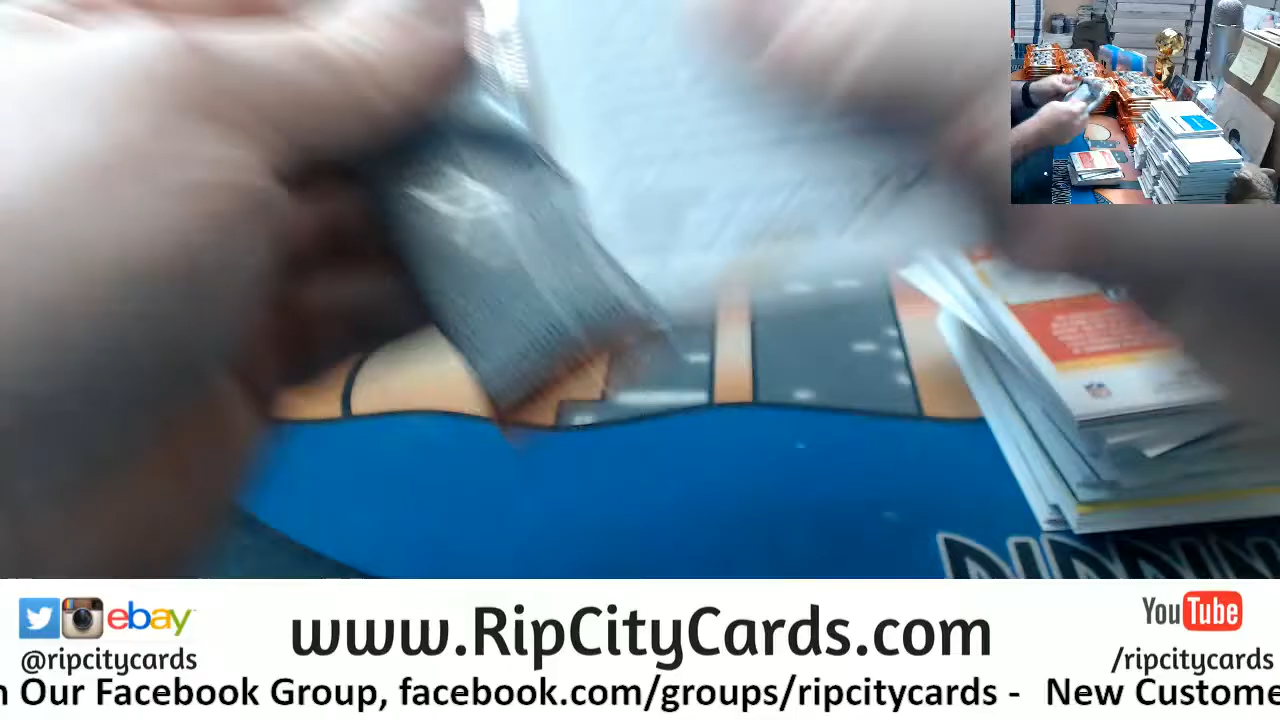 ebay
@ripcitycards
www.RipCityCards.com
YouTube
/ripcitycards
n Our Facebook Group, facebook.com/groups/ripcitycards - New Custome